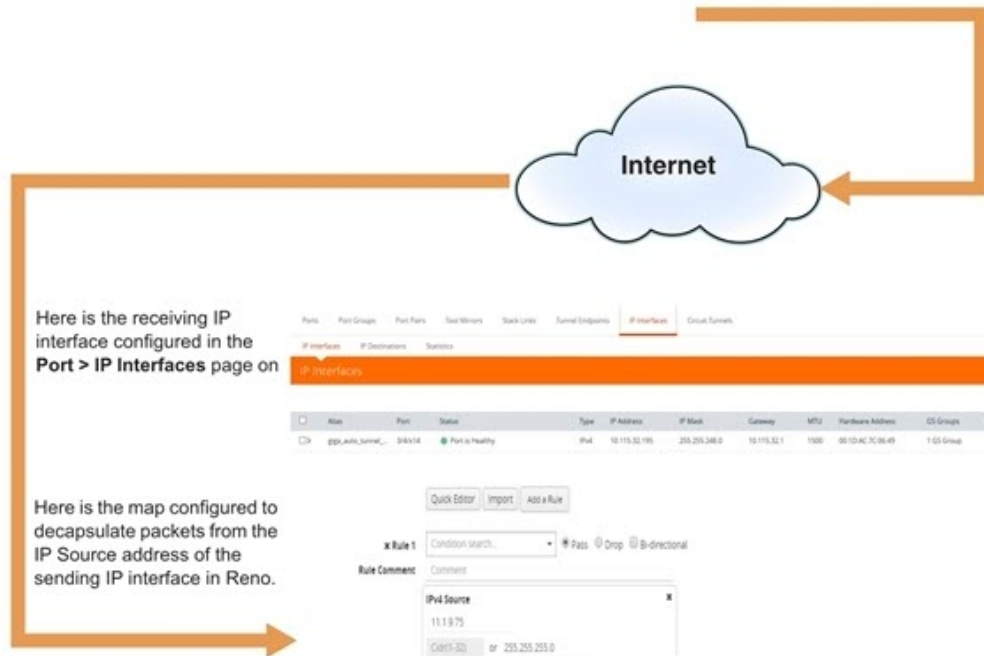 Internet
Here is the receiving IP
interface configured in the
Port > IP Interfaces page on
Ports Port Groups Port Pairs Tool Mirrors Stack Links Tunnel Endpoints IP Interfaces Circuit Tunnels
IP Interfaces IP Destinations Statistics
IP Interfaces
Alias Port Status Type IP Address IP Mask Gateway MTU Hardware Address GS Groups
Port is Healthy IPv4 10.115.32.195 255.255.248.0 10.115.32.1 1500 00:1D:AC:7C:06:49 1 GS Group
Quick Editor Import Add a Rule
Here is the map configured to
decapsulate packets from the
IP Source address of the
sending IP interface in Reno.
x Rule 1 Condition search... Pass Drop Bi-directional
Rule Comment Comment
IPv4 Source x
11.1.9.75
or 255.255.255.0